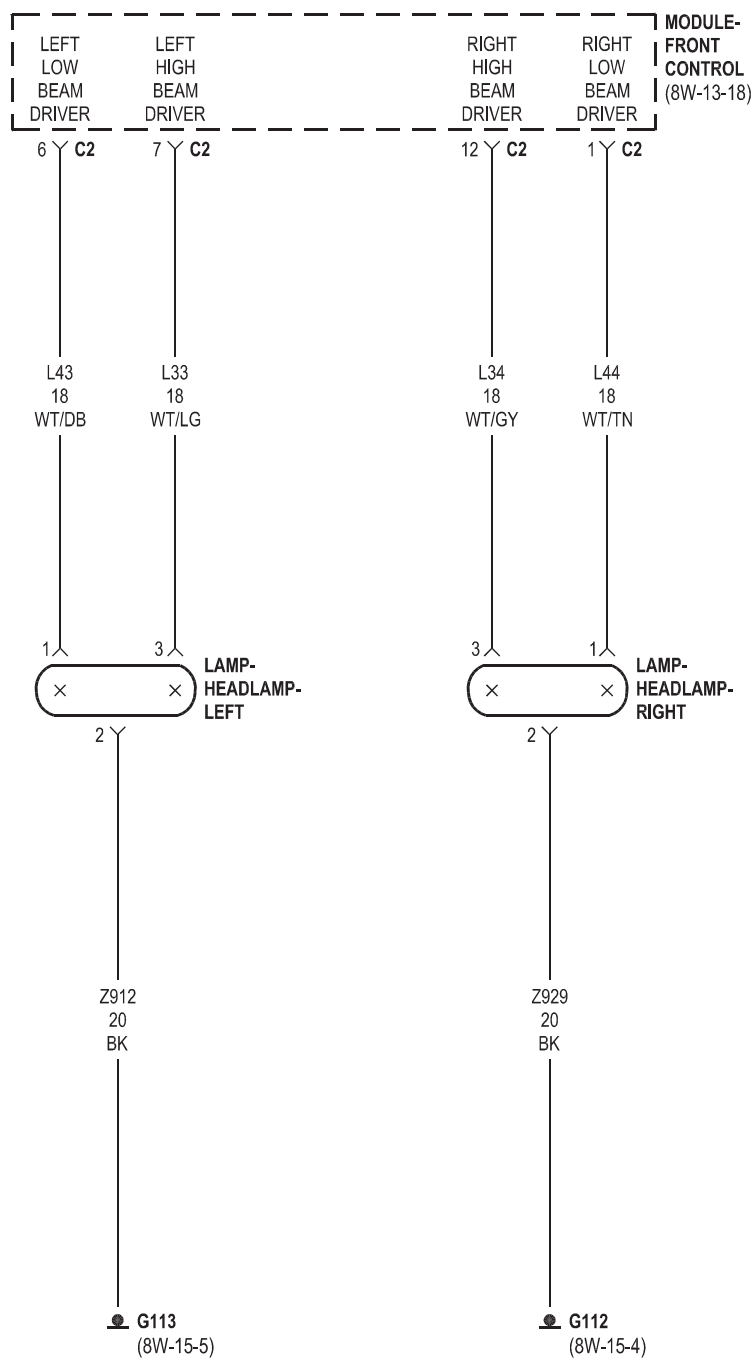 MODULE-
FRONT
CONTROL
(8W-13-18)
LEFT
LOW
BEAM
DRIVER
LEFT
HIGH
BEAM
DRIVER
RIGHT
HIGH
BEAM
DRIVER
RIGHT
LOW
BEAM
DRIVER
6 C2
7 C2
12 C2
1 C2
L43
18
WT/DB
L33
18
WT/LG
L34
18
WT/GY
L44
18
WT/TN
1
3
LAMP-
HEADLAMP-
LEFT
3
1
LAMP-
HEADLAMP-
RIGHT
2
2
Z912
20
BK
Z929
20
BK
G113
(8W-15-5)
G112
(8W-15-4)